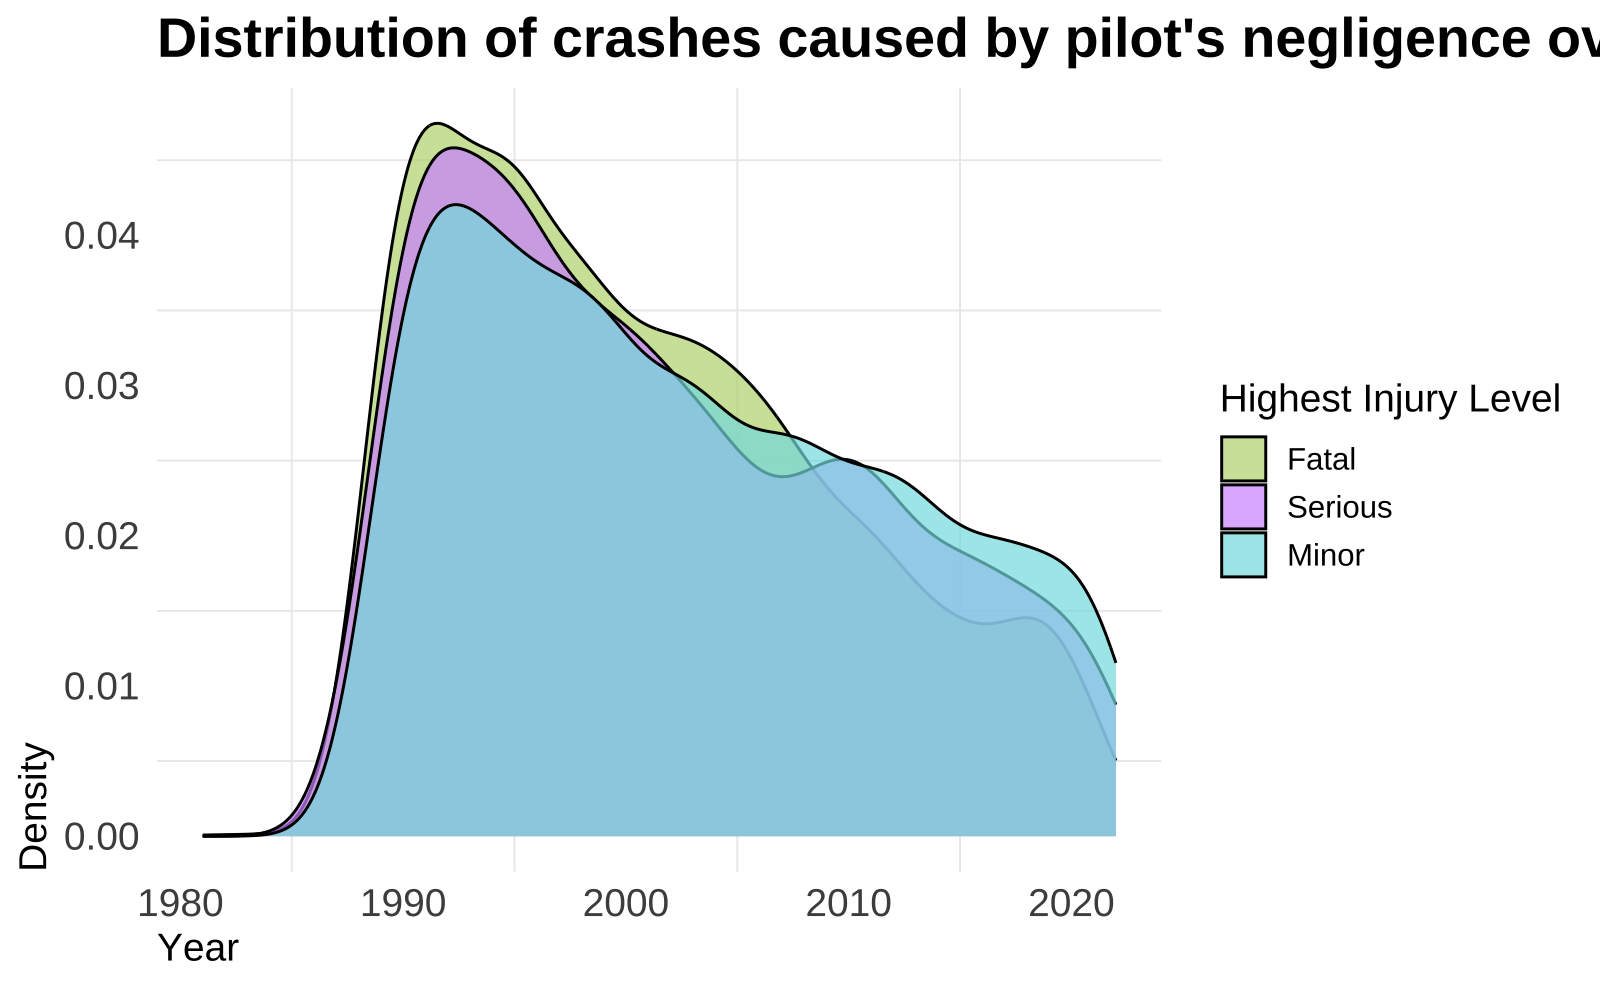 Distribution of crashes caused by pilot's negligence ov
0.04
0.03
0.02
0.01
0.00
Density
1980 1990 2000 2010 2020
Year
Highest Injury Level
Fatal
Serious
Minor